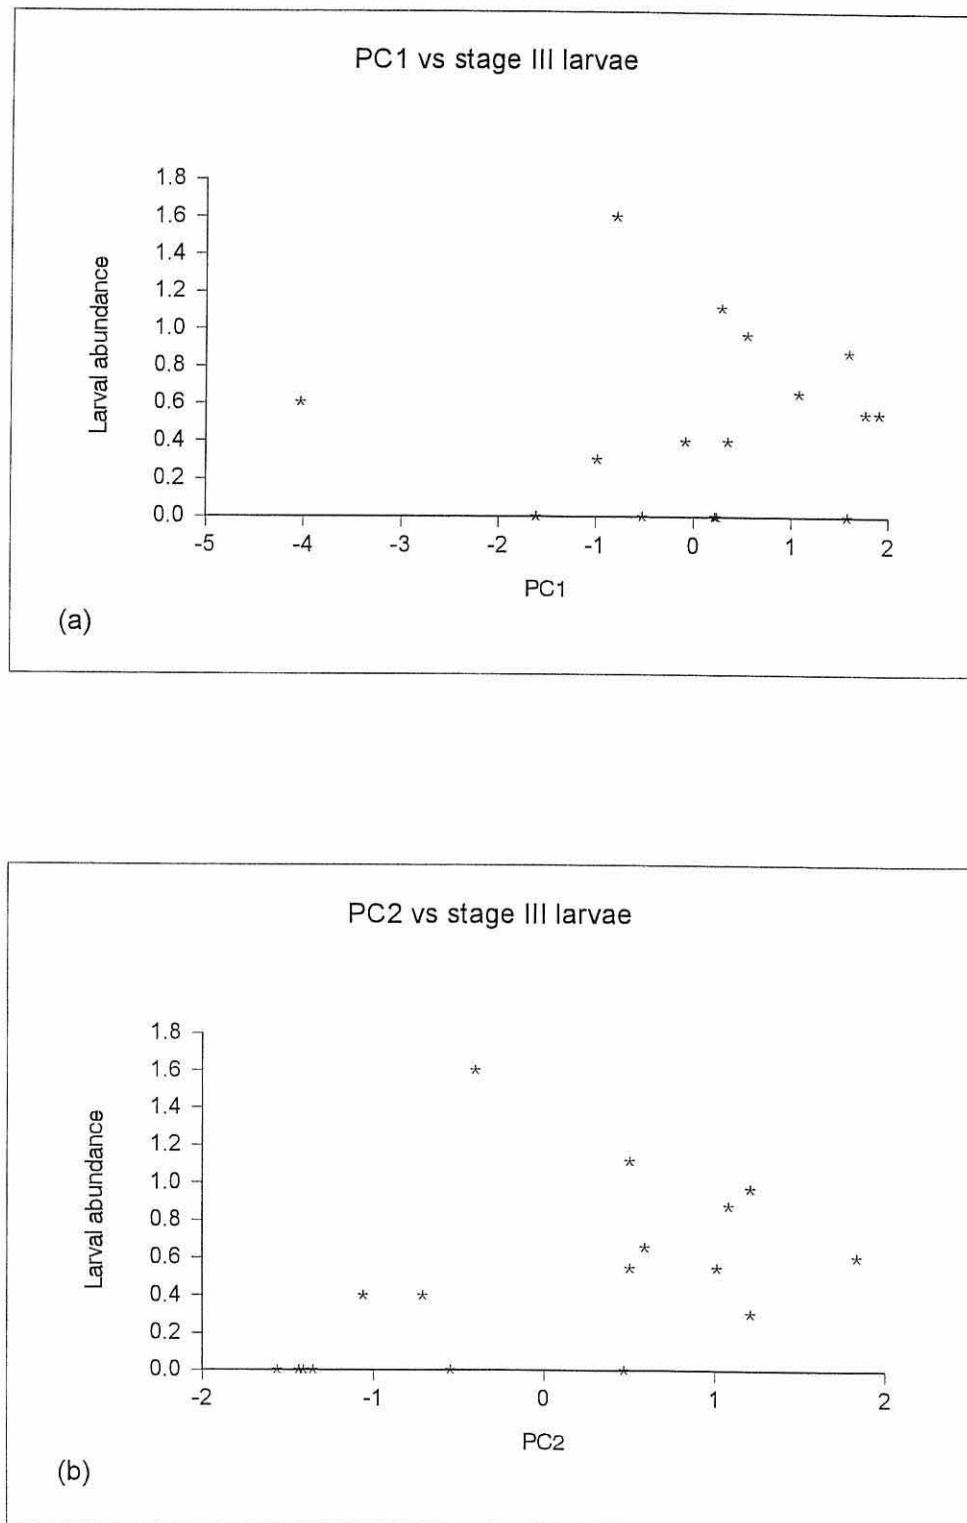 PC1 vs stage III larvae
1.8
1.6
1.4
1.2
1.0
0.8
0.6
0.4
0.2
0.0
Larval abundance
-5 -4 -3 -2 -1 0 1 2
PC1
(a)
PC2 vs stage III larvae
1.8
1.6
1.4
1.2
1.0
0.8
0.6
0.4
0.2
0.0
Larval abundance
-2 -1 0 1 2
PC2
(b)